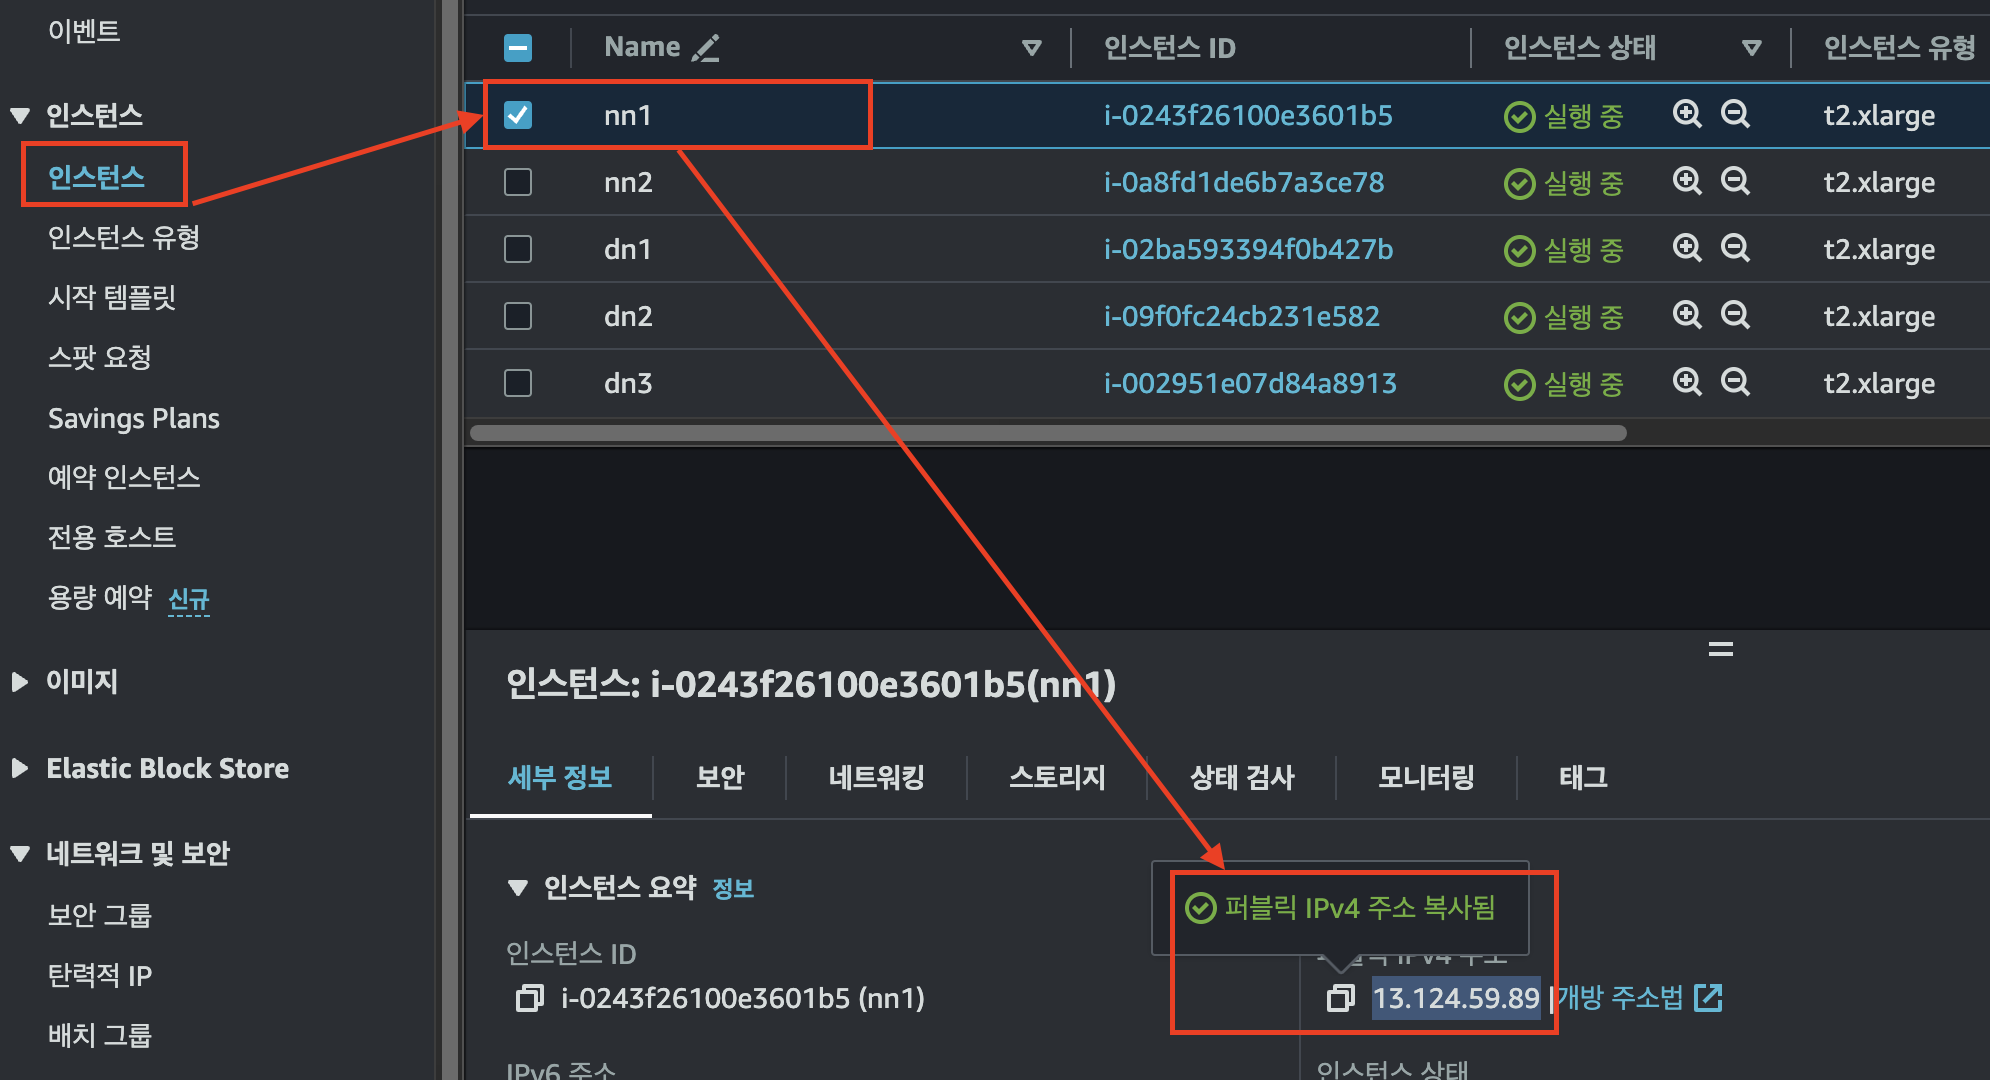 이벤트
인스턴스
인스턴스
인스턴스 유형
시작 템플릿
스팟 요청
Savings Plans
예약 인스턴스
전용 호스트
용량 예약 신규
이미지
Elastic Block Store
네트워크 및 보안
보안 그룹
탄력적 IP
배치 그룹
Name 인스턴스 ID 인스턴스 상태 인스턴스 유형
nn1 i-0243f26100e3601b5 실행 중 t2.xlarge
nn2 i-0a8fd1de6b7a3ce78 실행 중 t2.xlarge
dn1 i-02ba593394f0b427b 실행 중 t2.xlarge
dn2 i-09f0fc24cb231e582 실행 중 t2.xlarge
dn3 i-002951e07d84a8913 실행 중 t2.xlarge
인스턴스: i-0243f26100e3601b5(nn1)
세부 정보 보안 네트워킹 스토리지 상태 검사 모니터링 태그
인스턴스 요약 정보
퍼블릭 IPv4 주소 복사됨
인스턴스 ID
IPv4 주소
i-0243f26100e3601b5 (nn1)
13.124.59.89 |개방 주소법
IPv6 주소
인스턴스 상태